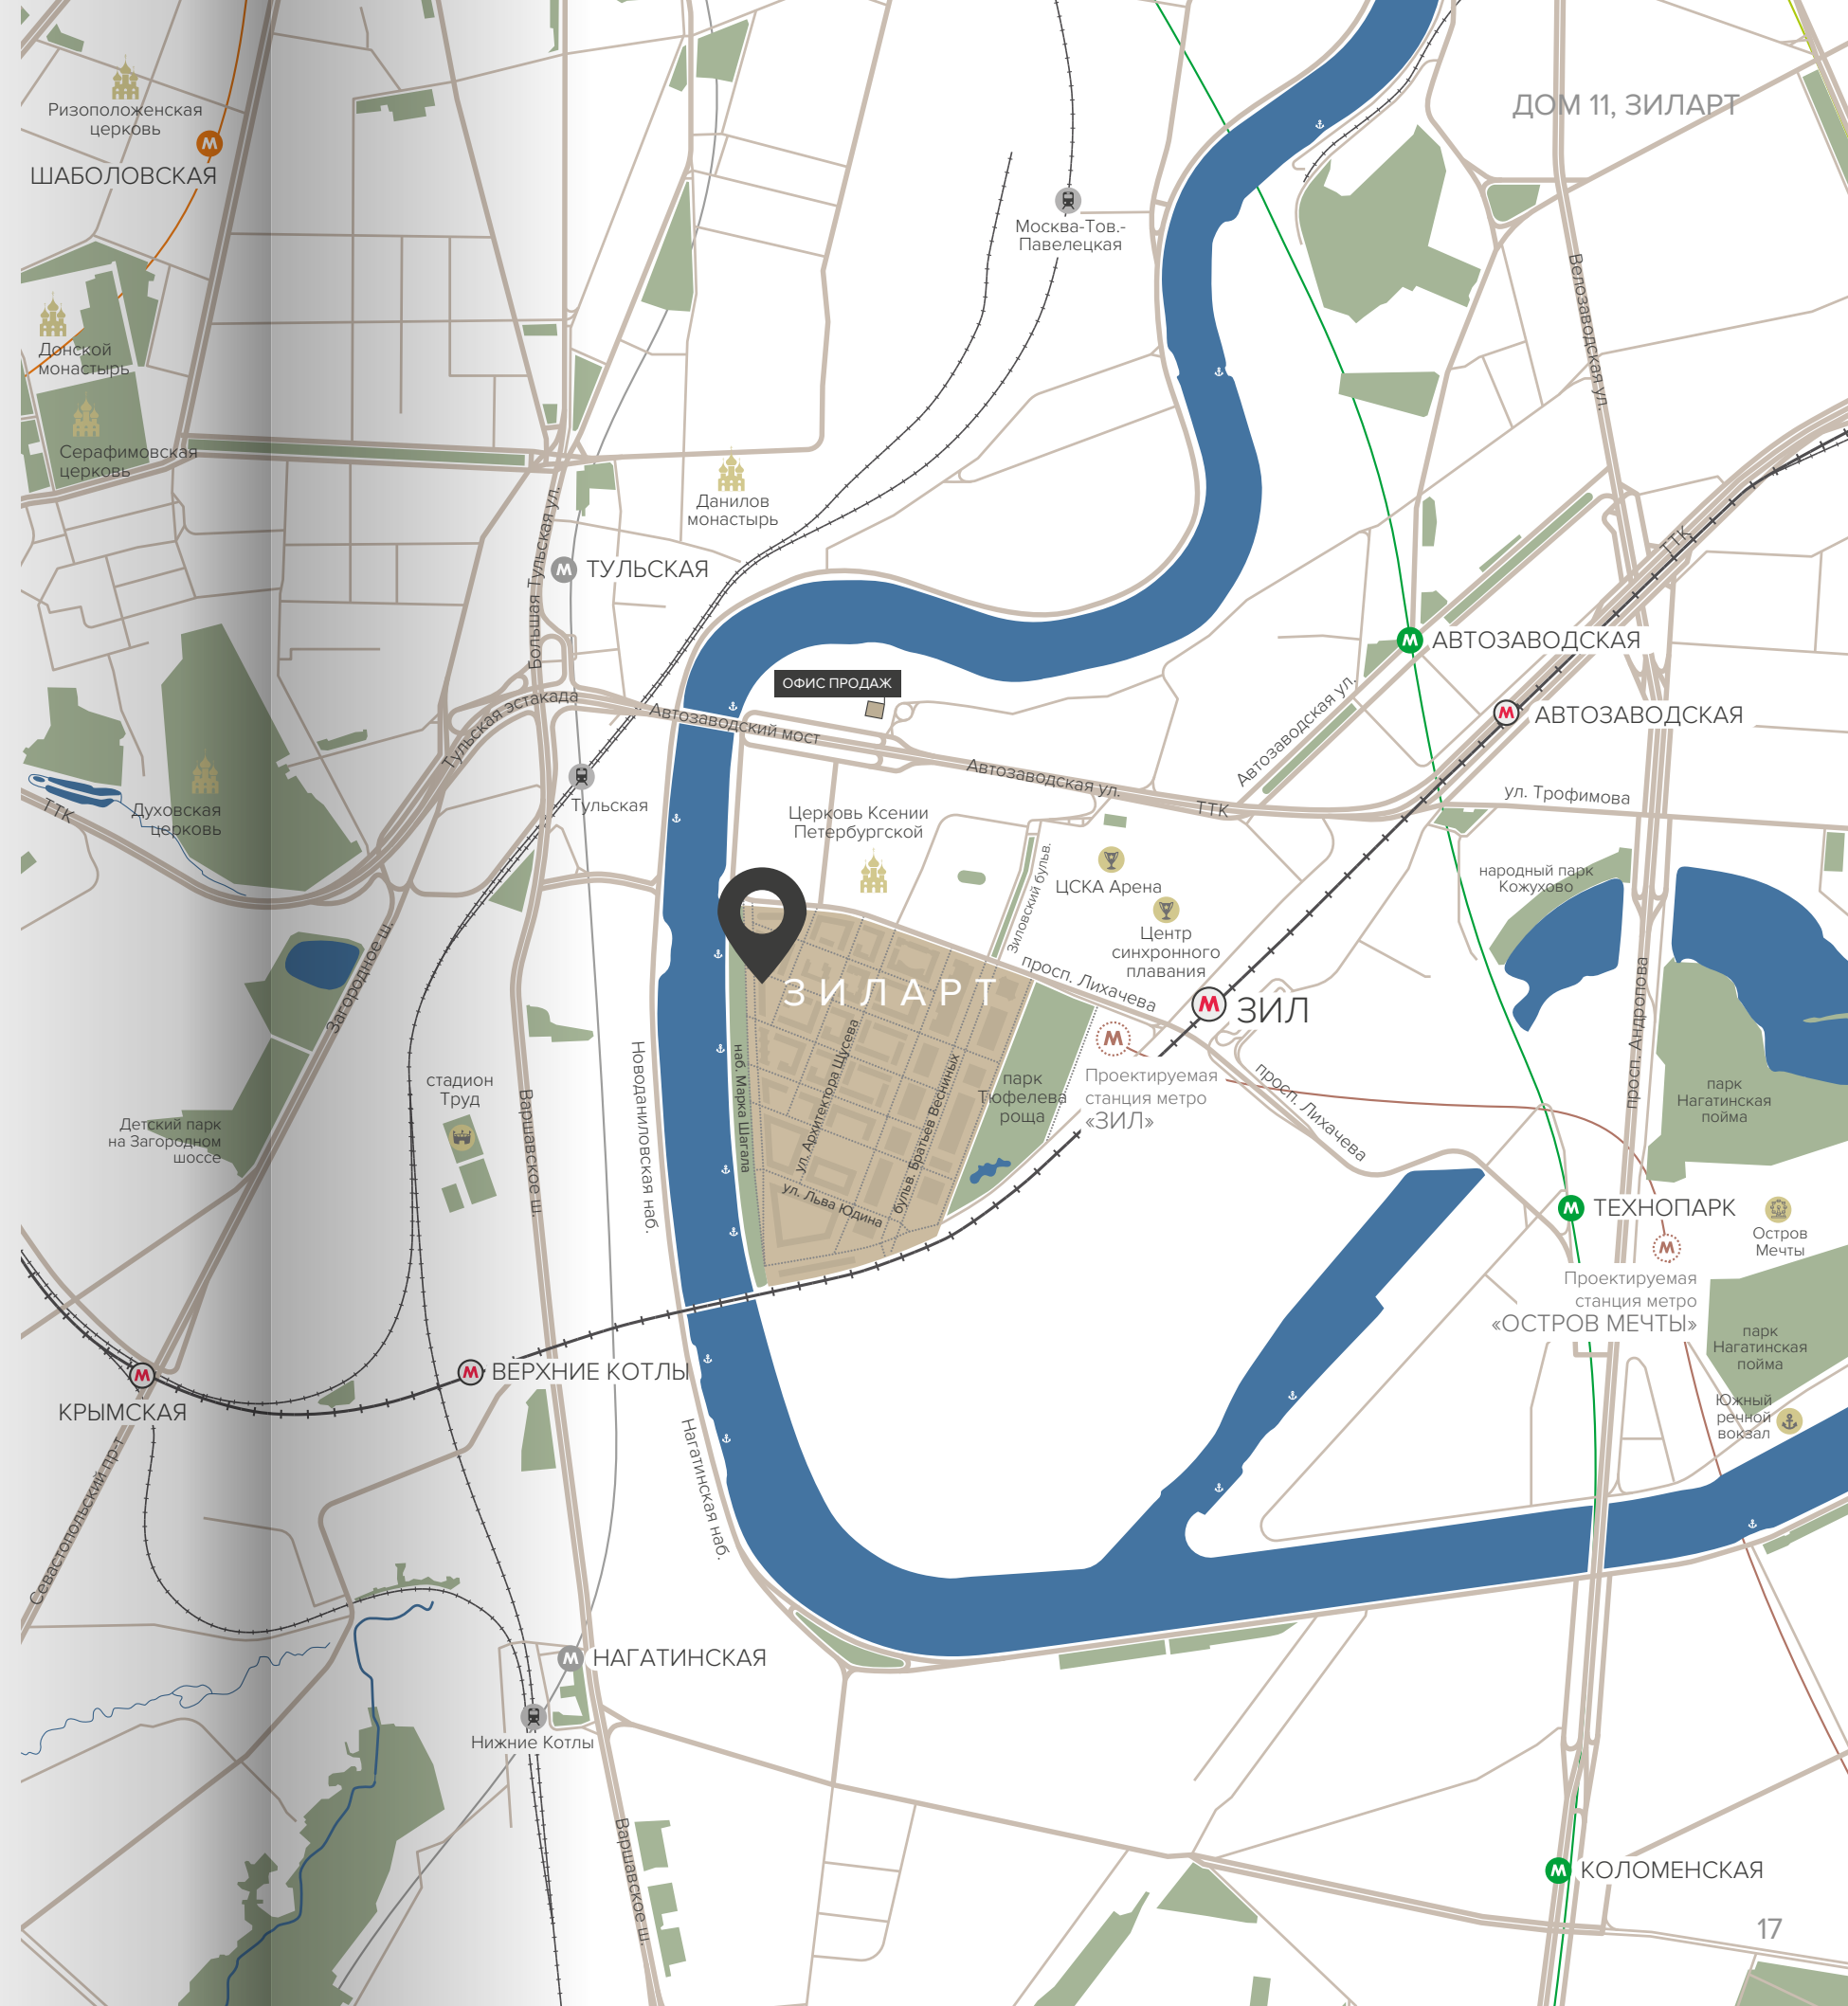 ДОМ 11, ЗИЛАРТ
Ризоположенская
церковь
М
ШАБОЛОВСКАЯ
Москва-Тов.-
Павелецкая
Велозаводская ул.
Донской
монастырь
Серафимовская
церковь
Данилов
монастырь
Большая Тульская ул.
М ТУЛЬСКАЯ
ТТК
М АВТОЗАВОДСКАЯ
ОФИС ПРОДАЖ
Тульская эстакада
Автозаводский мост
Автозаводская ул.
М АВТОЗАВОДСКАЯ
Автозаводская ул.
ТТК
ул. Трофимова
ТТК
Духовская
церковь
Тульская
Церковь Ксении
Петербургской
Зиловский бульв.
ЦСКА Арена
Центр
синхронного
плавания
народный парк
Кожухово
Загородное ш.
ЗИЛАРТ
просп. Лихачева
М ЗИЛ
М
Проектируемая
станция метро
«ЗИЛ»
просп. Лихачева
просп. Андропова
парк
Нагатинская
пойма
стадион
Труд
Варшавское ш.
Новоданиловская наб.
наб. Марка Шагала
ул. Архитектора Щусева
бульв. Братьев Весниных
ул. Льва Юдина
парк
Тюфелева
роща
Детский парк
на Загородном
шоссе
М ТЕХНОПАРК
Остров
Мечты
М
Проектируемая
станция метро
«ОСТРОВ МЕЧТЫ»
парк
Нагатинская
пойма
Южный
речной
вокзал
М
КРЫМСКАЯ
М ВЕРХНИЕ КОТЛЫ
Севастопольский пр-т
Нагатинская наб.
М НАГАТИНСКАЯ
Нижние Котлы
Варшавское ш.
М КОЛОМЕНСКАЯ
17